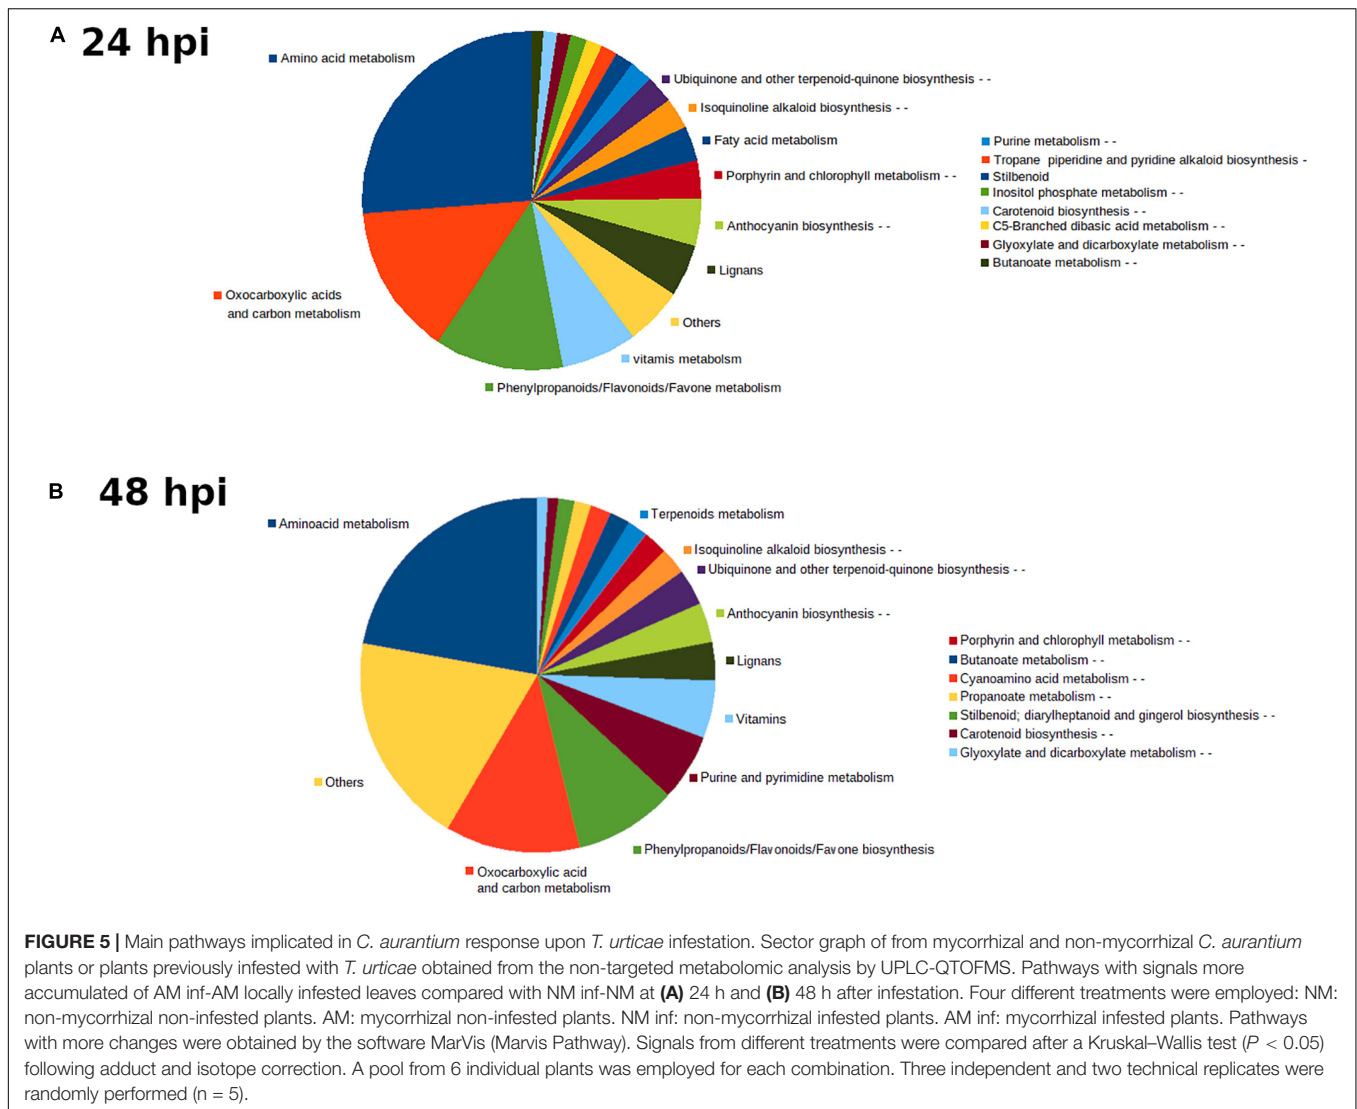 A 24 hpi
Amino acid metabolism
Ubiquinone and other terpenoid-quinone biosynthesis - -
Isoquinoline alkaloid biosynthesis - -
Faty acid metabolism
Porphyrin and chlorophyll metabolism - -
Anthocyanin biosynthesis - -
Lignans
Others
vitamis metabolsm
Phenylpropanoids/Flavonoids/Favone metabolism
Oxocarboxylic acids
and carbon metabolism
Purine metabolism - -
Tropane piperidine and pyridine alkaloid biosynthesis -
Stilbenoid
Inositol phosphate metabolism - -
Carotenoid biosynthesis - -
C5-Branched dibasic acid metabolism - -
Glyoxylate and dicarboxylate metabolism - -
Butanoate metabolism - -
B 48 hpi
Aminoacid metabolism
Terpenoids metabolism
Isoquinoline alkaloid biosynthesis - -
Ubiquinone and other terpenoid-quinone biosynthesis - -
Anthocyanin biosynthesis - -
Lignans
Vitamins
Purine and pyrimidine metabolism
Phenylpropanoids/Flavonoids/Favone biosynthesis
Oxocarboxylic acid
and carbon metabolism
Others
Porphyrin and chlorophyll metabolism - -
Butanoate metabolism - -
Cyanoamino acid metabolism - -
Propanoate metabolism - -
Stilbenoid; diarylheptanoid and gingerol biosynthesis - -
Carotenoid biosynthesis - -
Glyoxylate and dicarboxylate metabolism - -
FIGURE 5 | Main pathways implicated in C. aurantium response upon T. urticae infestation. Sector graph of from mycorrhizal and non-mycorrhizal C. aurantium
plants or plants previously infested with T. urticae obtained from the non-targeted metabolomic analysis by UPLC-QTOFMS. Pathways with signals more
accumulated of AM inf-AM locally infested leaves compared with NM inf-NM at (A) 24 h and (B) 48 h after infestation. Four different treatments were employed: NM:
non-mycorrhizal non-infested plants. AM: mycorrhizal non-infested plants. NM inf: non-mycorrhizal infested plants. AM inf: mycorrhizal infested plants. Pathways
with more changes were obtained by the software MarVis (Marvis Pathway). Signals from different treatments were compared after a Kruskal–Wallis test (P < 0.05)
following adduct and isotope correction. A pool from 6 individual plants was employed for each combination. Three independent and two technical replicates were
randomly performed (n = 5).